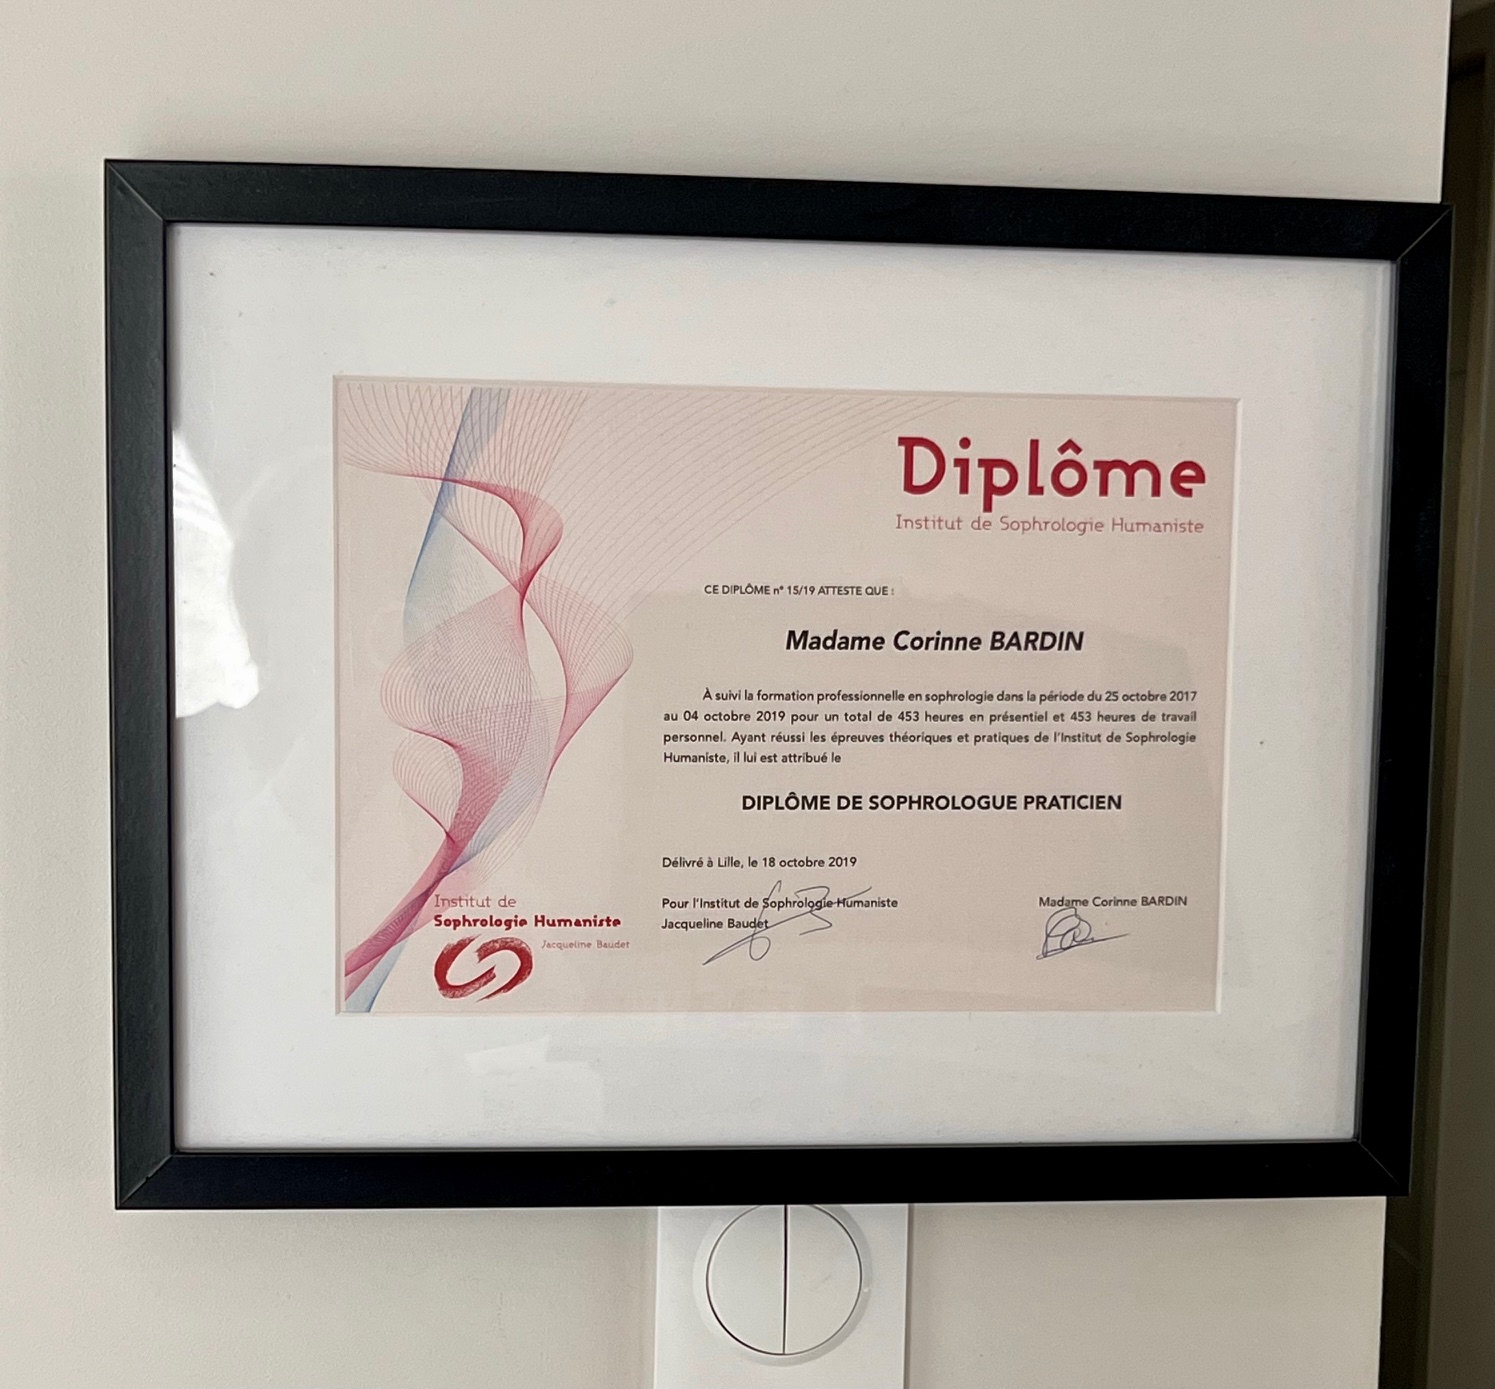 Diplôme
Institut de Sophrologie Humaniste
CE DIPLÔME n° 15/19 ATTESTE QUE :
Madame Corinne BARDIN
À suivi la formation professionnelle en sophrologie dans la période du 25 octobre 2017
au 04 octobre 2019 pour un total de 453 heures en présentiel et 453 heures de travail
personnel. Ayant réussi les épreuves théoriques et pratiques de l'Institut de Sophrologie
Humaniste, il lui est attribué le
DIPLÔME DE SOPHROLOGUE PRATICIEN
Délivré à Lille, le 18 octobre 2019
Pour l'Institut de Sophrologie Humaniste
Jacqueline Baudet
Madame Corinne BARDIN
Institut de
Sophrologie Humaniste
Jacqueline Baudet